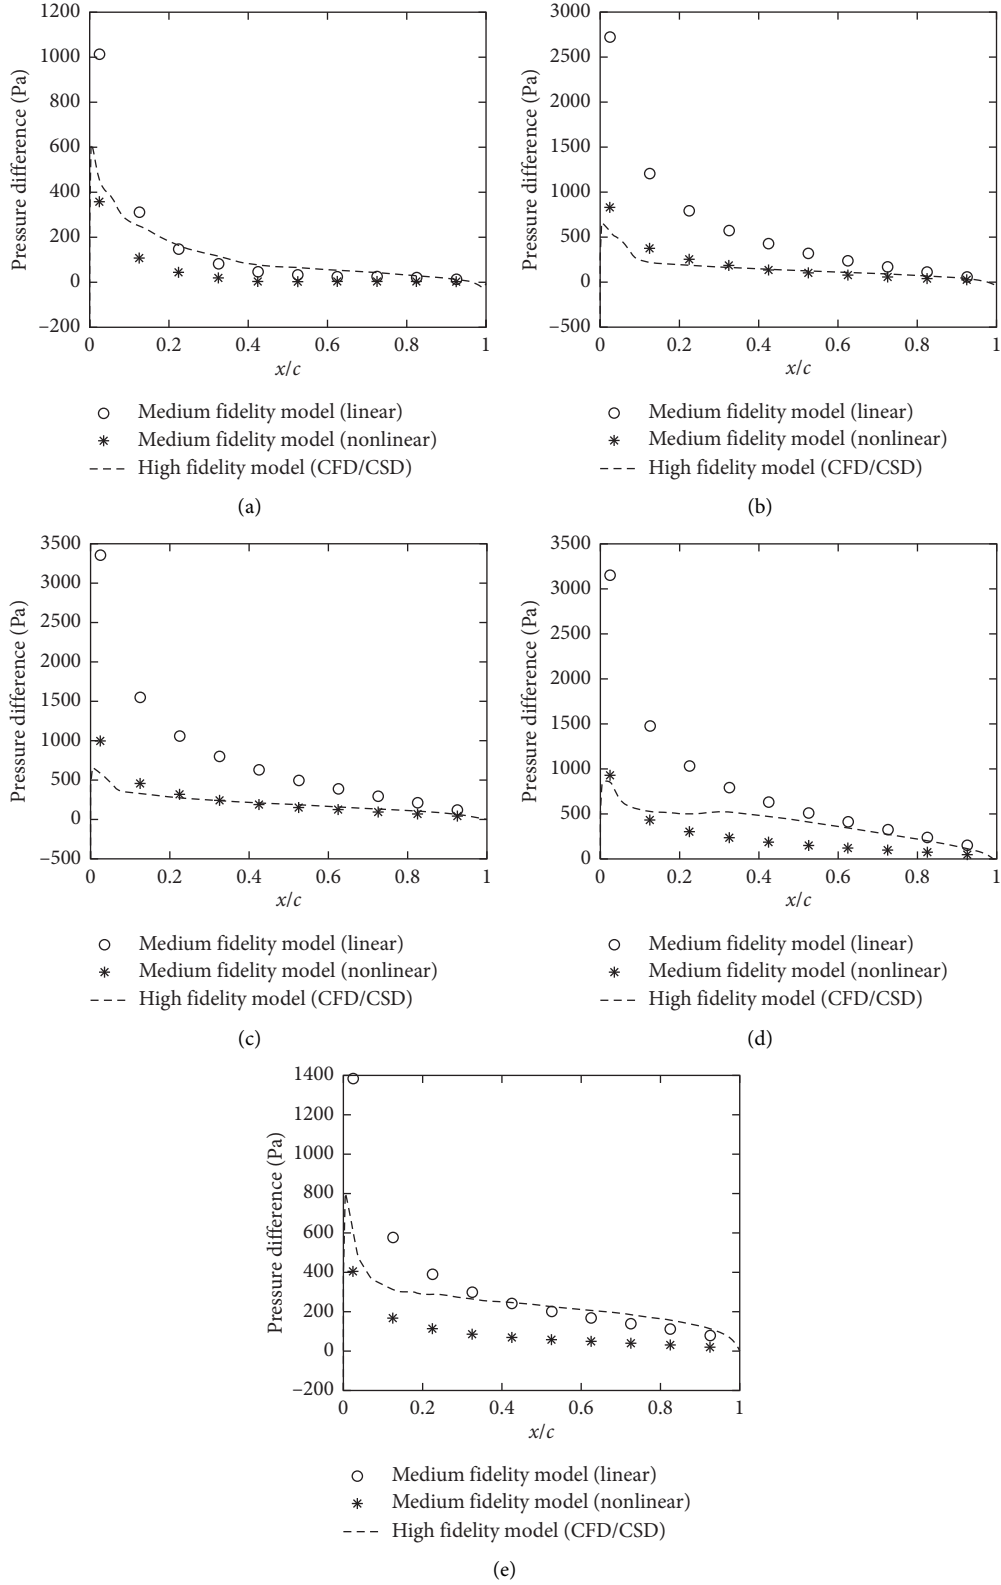 1200
1000
800
600
400
200
0
−200
Pressure difference (Pa)
0 0.2 0.4 0.6 0.8 1
x/c
Medium fidelity model (linear)
Medium fidelity model (nonlinear)
High fidelity model (CFD/CSD)
(a)
3000
2500
2000
1500
1000
500
0
−500
Pressure difference (Pa)
0 0.2 0.4 0.6 0.8 1
x/c
Medium fidelity model (linear)
Medium fidelity model (nonlinear)
High fidelity model (CFD/CSD)
(b)
3500
3000
2500
2000
1500
1000
500
0
−500
Pressure difference (Pa)
0 0.2 0.4 0.6 0.8 1
x/c
Medium fidelity model (linear)
Medium fidelity model (nonlinear)
High fidelity model (CFD/CSD)
(c)
3500
3000
2500
2000
1500
1000
500
0
Pressure difference (Pa)
0 0.2 0.4 0.6 0.8 1
x/c
Medium fidelity model (linear)
Medium fidelity model (nonlinear)
High fidelity model (CFD/CSD)
(d)
1400
1200
1000
800
600
400
200
0
−200
Pressure difference (Pa)
0 0.2 0.4 0.6 0.8 1
x/c
Medium fidelity model (linear)
Medium fidelity model (nonlinear)
High fidelity model (CFD/CSD)
(e)